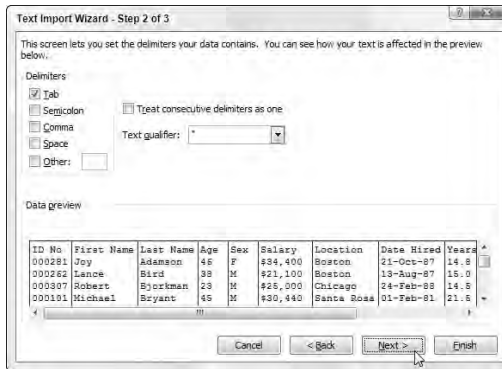 Text Import Wizard - Step 2 of 3
This screen lets you set the delimiters your data contains. You can see how your text is affected in the preview
below.
Delimiters
Tab
Semicolon
Comma
Space
Other:
Treat consecutive delimiters as one
Text qualifier: "
Data preview
ID No First Name Last Name Age Sex Salary Location Date Hired Years
000281 Joy Adamson 46 F $34,400 Boston 21-Oct-87 14.8
000262 Lance Bird 38 M $21,100 Boston 13-Aug-87 15.0
000307 Robert Bjorkman 23 M $25,000 Chicago 24-Feb-88 14.5
000101 Michael Bryant 45 M $30,440 Santa Rosa 01-Feb-81 21.5
Cancel < Back Next > Finish